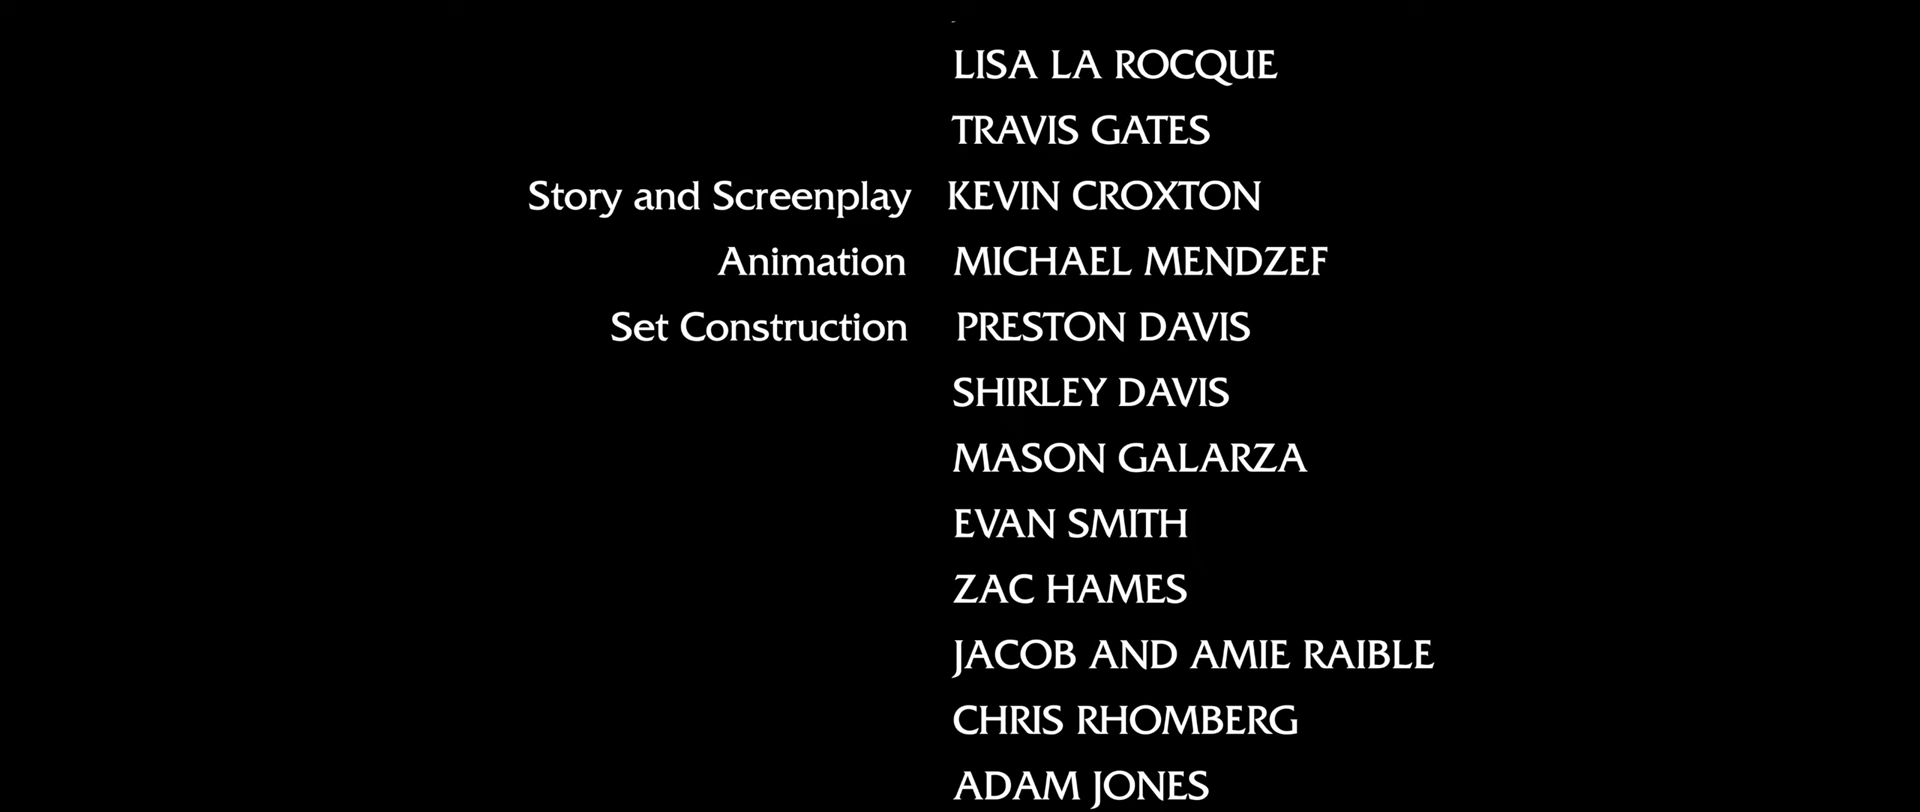 LISA LA ROCQUE
TRAVIS GATES
Story and Screenplay KEVIN CROXTON
Animation MICHAEL MENDZEF
Set Construction PRESTON DAVIS
SHIRLEY DAVIS
MASON GALARZA
EVAN SMITH
ZAC HAMES
JACOB AND AMIE RAIBLE
CHRIS RHOMBERG
ADAM JONES